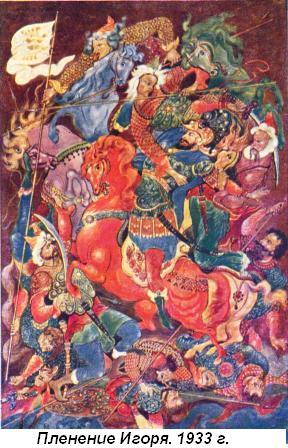 Пленение Игоря. 1933 г.